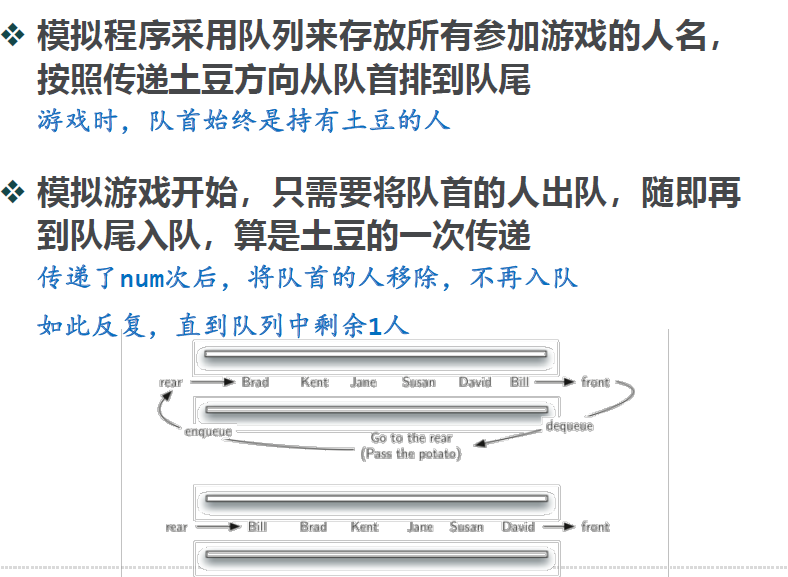 模拟程序采用队列来存放所有参加游戏的人名，
按照传递土豆方向从队首排到队尾
游戏时，队首始终是持有土豆的人
模拟游戏开始，只需要将队首的人出队，随即再
到队尾入队，算是土豆的一次传递
传递了num次后，将队首的人移除，不再入队
如此反复，直到队列中剩余1人
rear Brad Kent Jane Susan David Bill front
enqueue dequeue
Go to the rear
(Pass the potato)
rear Bill Brad Kent Jane Susan David front